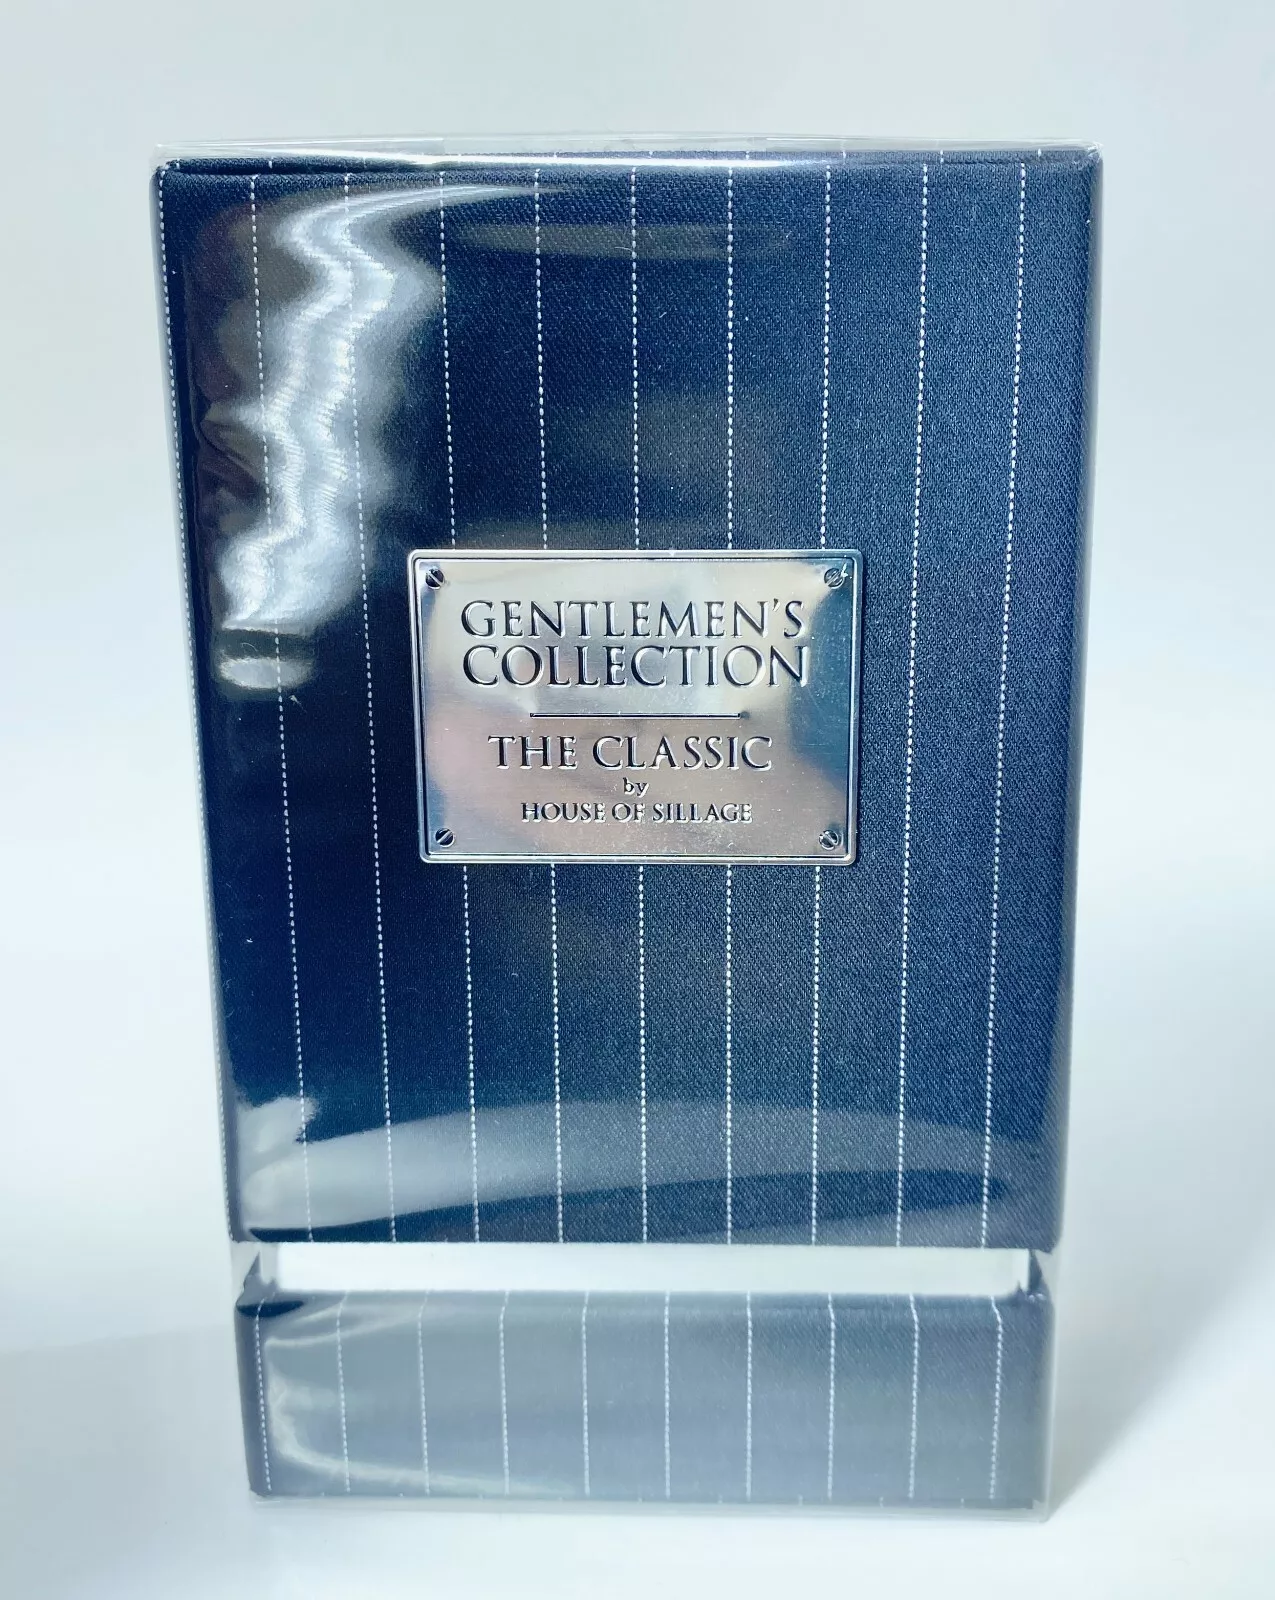 GENTLEMEN'S
COLLECTION
THE CLASSIC
by
HOUSE OF SILLAGE